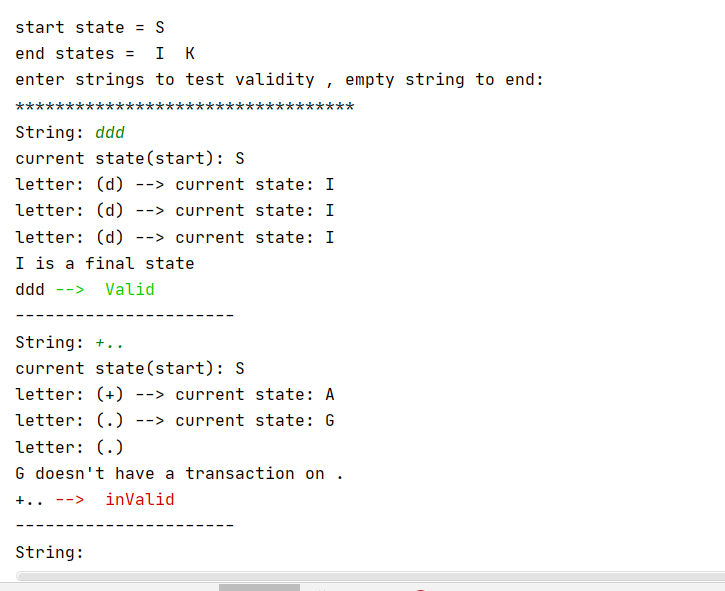 start state = S
end states =  I  K
enter strings to test validity , empty string to end:
**********************************
String: ddd
current state(start): S
letter: (d) --> current state: I
letter: (d) --> current state: I
letter: (d) --> current state: I
I is a final state
ddd -->  Valid
----------------------
String: +..
current state(start): S
letter: (+) --> current state: A
letter: (.) --> current state: G
letter: (.)
G doesn't have a transaction on .
+.. -->  inValid
----------------------
String: